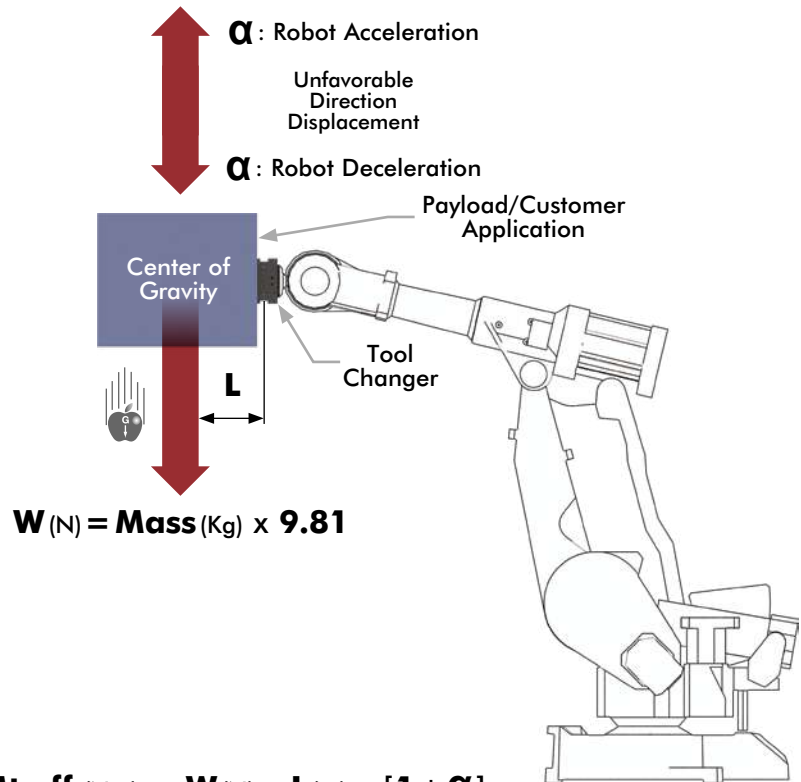 α: Robot Acceleration
Unfavorable
Direction
Displacement
α: Robot Deceleration
Payload/Customer
Application
Center of
Gravity
Tool
Changer
L
G
W(N) = Mass(Kg) x 9.81